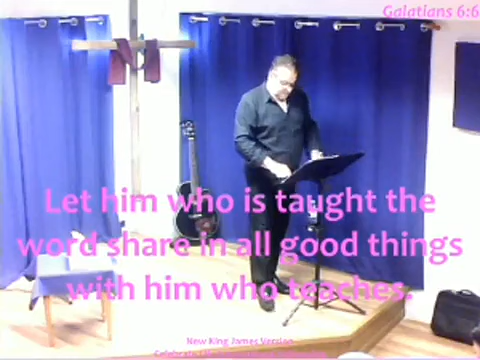 Galatians 6:6
Let him who is taught the
word share in all good things
with him who teaches.
New King James Version